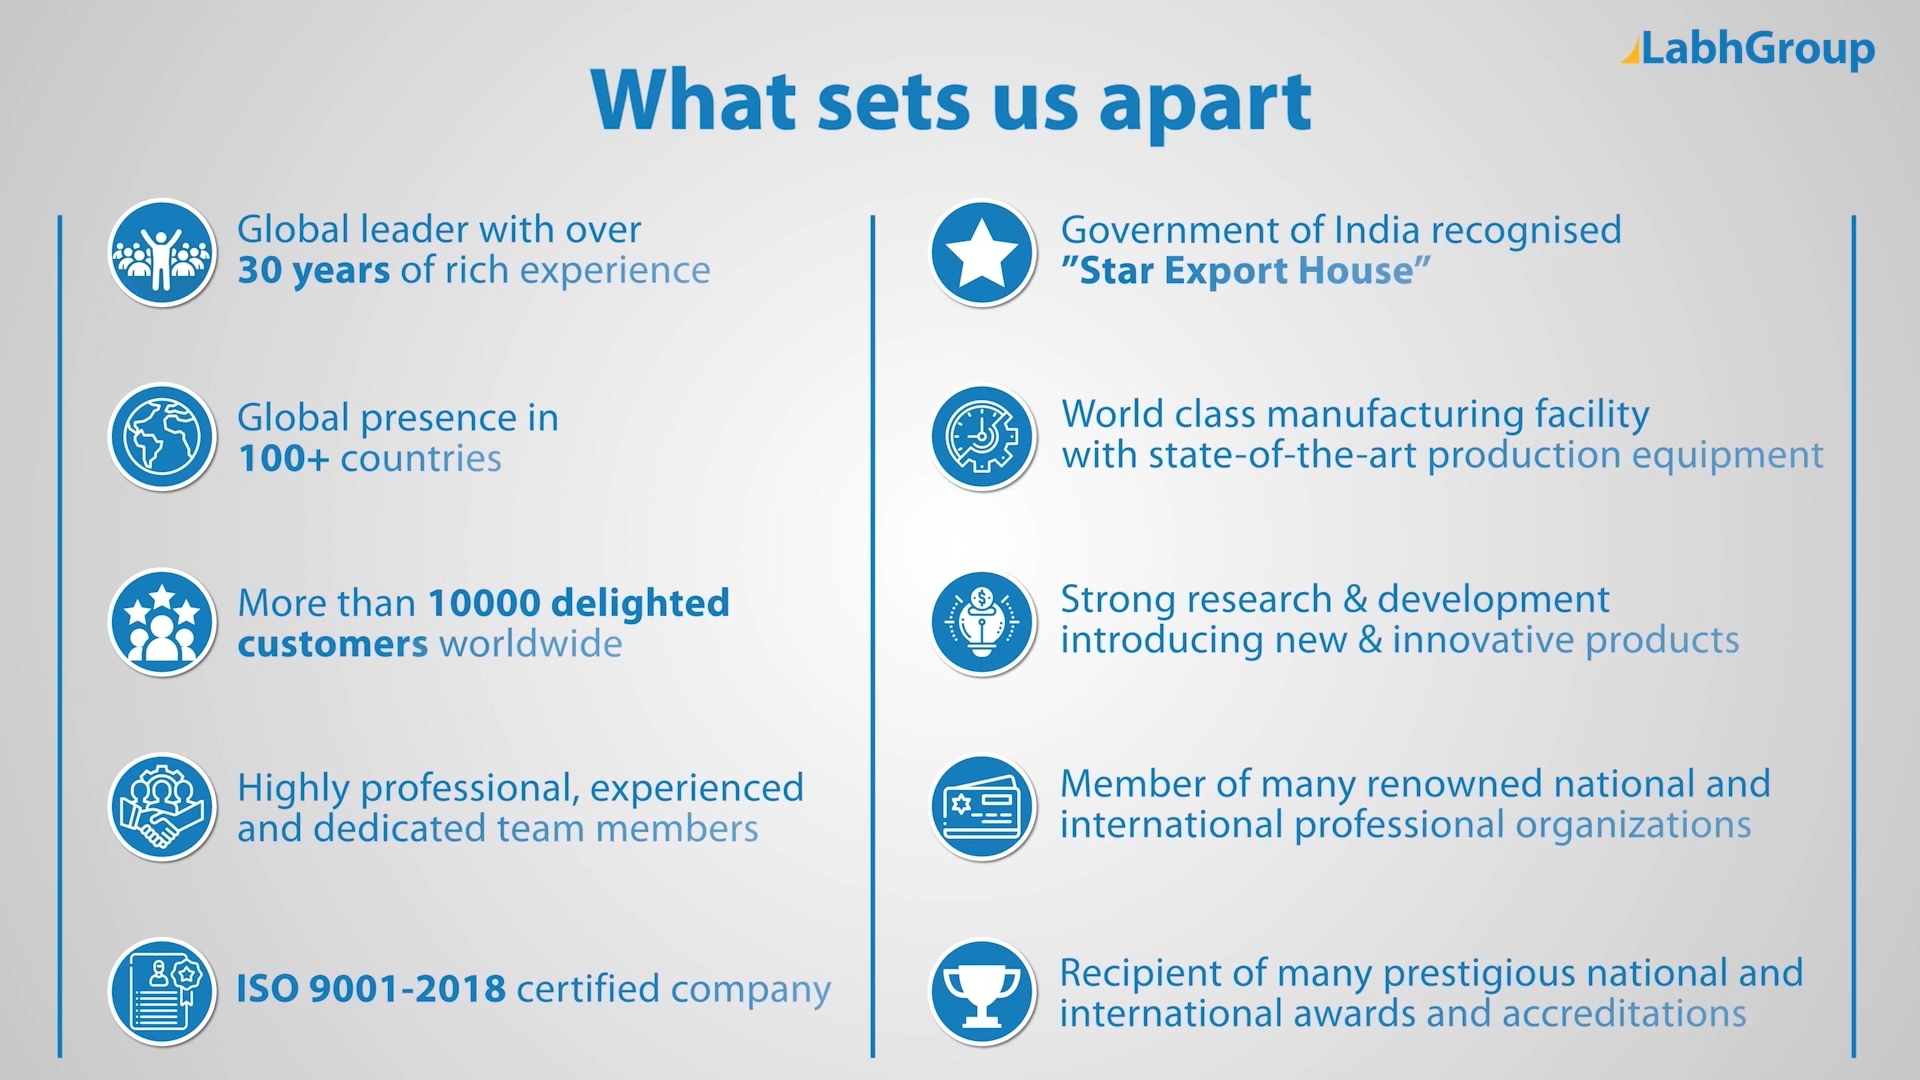 LabhGroup
What sets us apart
Global leader with over
30 years of rich experience
Global presence in
100+ countries
More than 10000 delighted
customers worldwide
Highly professional, experienced
and dedicated team members
ISO 9001-2018 certified company
Government of India recognised
”Star Export House”
World class manufacturing facility
with state-of-the-art production equipment
Strong research & development
introducing new & innovative products
Member of many renowned national and
international professional organizations
Recipient of many prestigious national and
international awards and accreditations